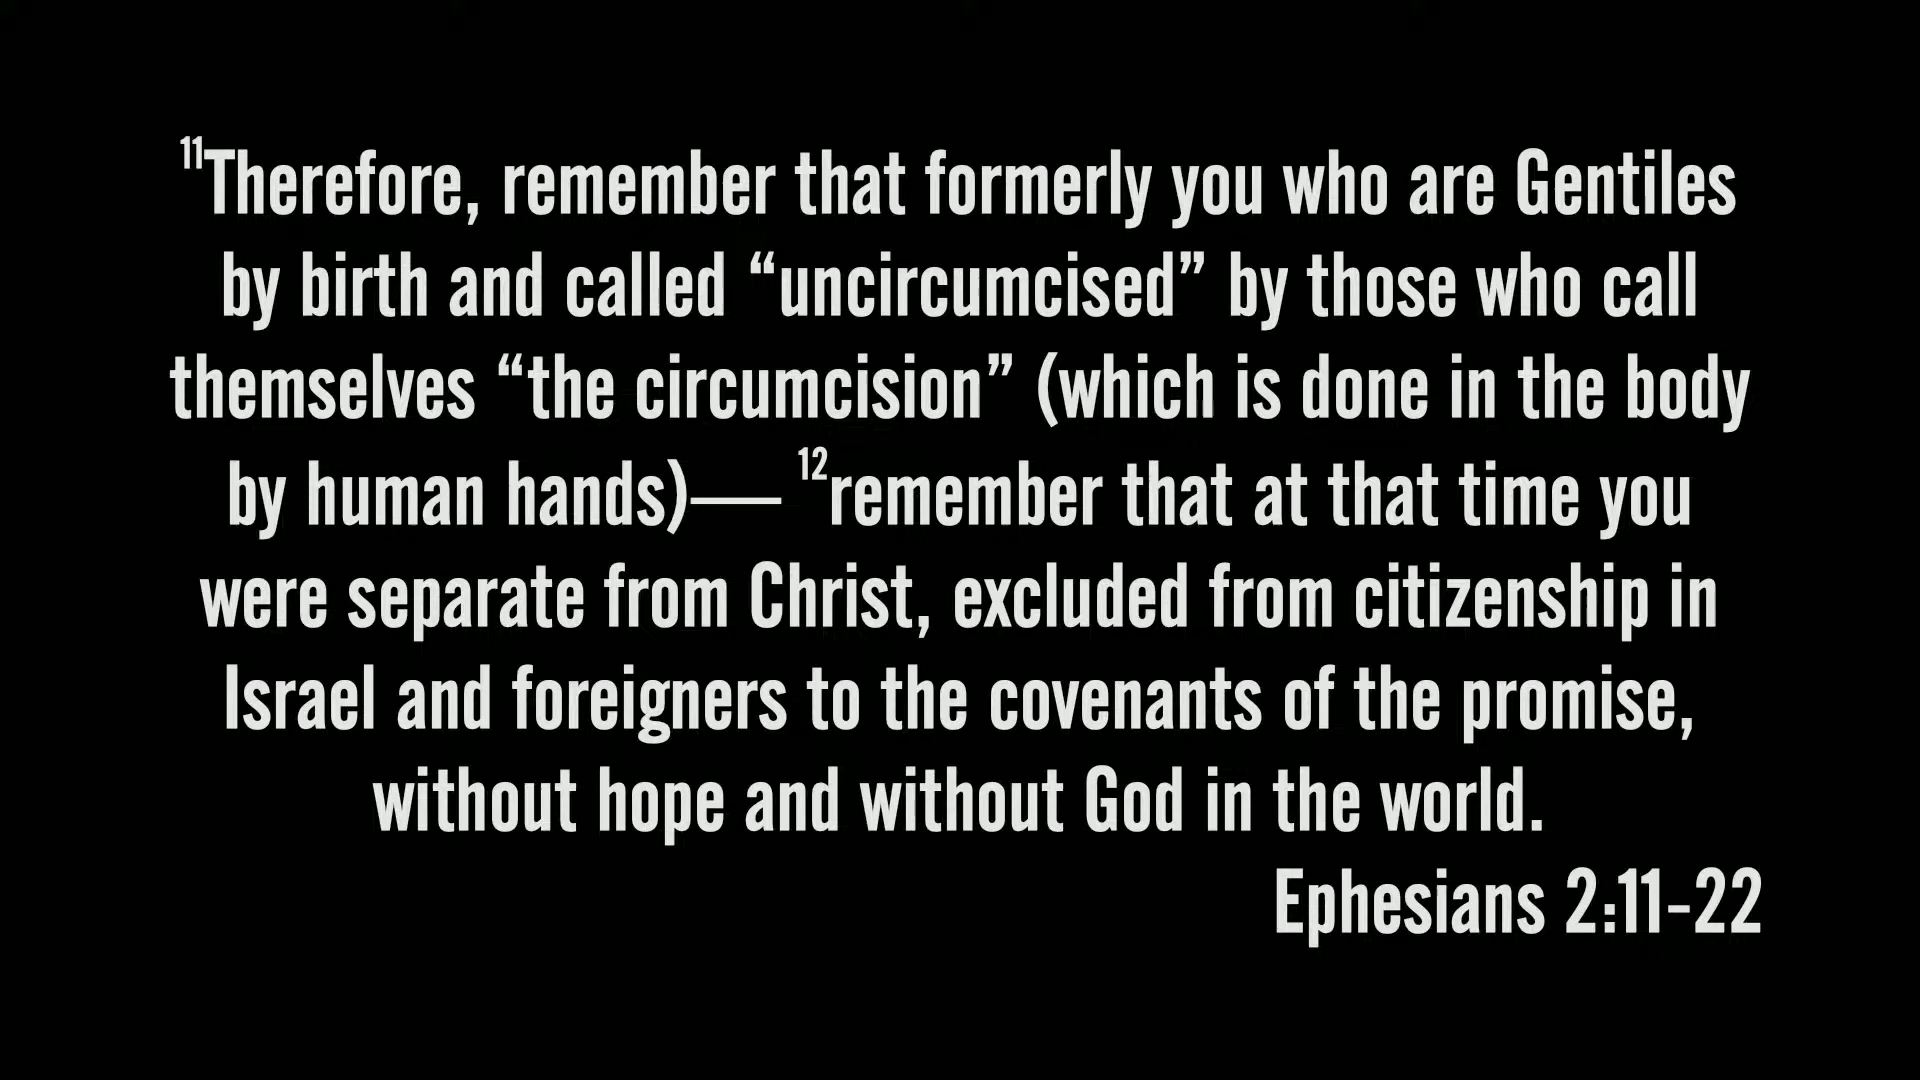 11Therefore, remember that formerly you who are Gentiles
by birth and called “uncircumcised” by those who call
themselves “the circumcision” (which is done in the body
by human hands)— 12remember that at that time you
were separate from Christ, excluded from citizenship in
Israel and foreigners to the covenants of the promise,
without hope and without God in the world.
Ephesians 2:11-22